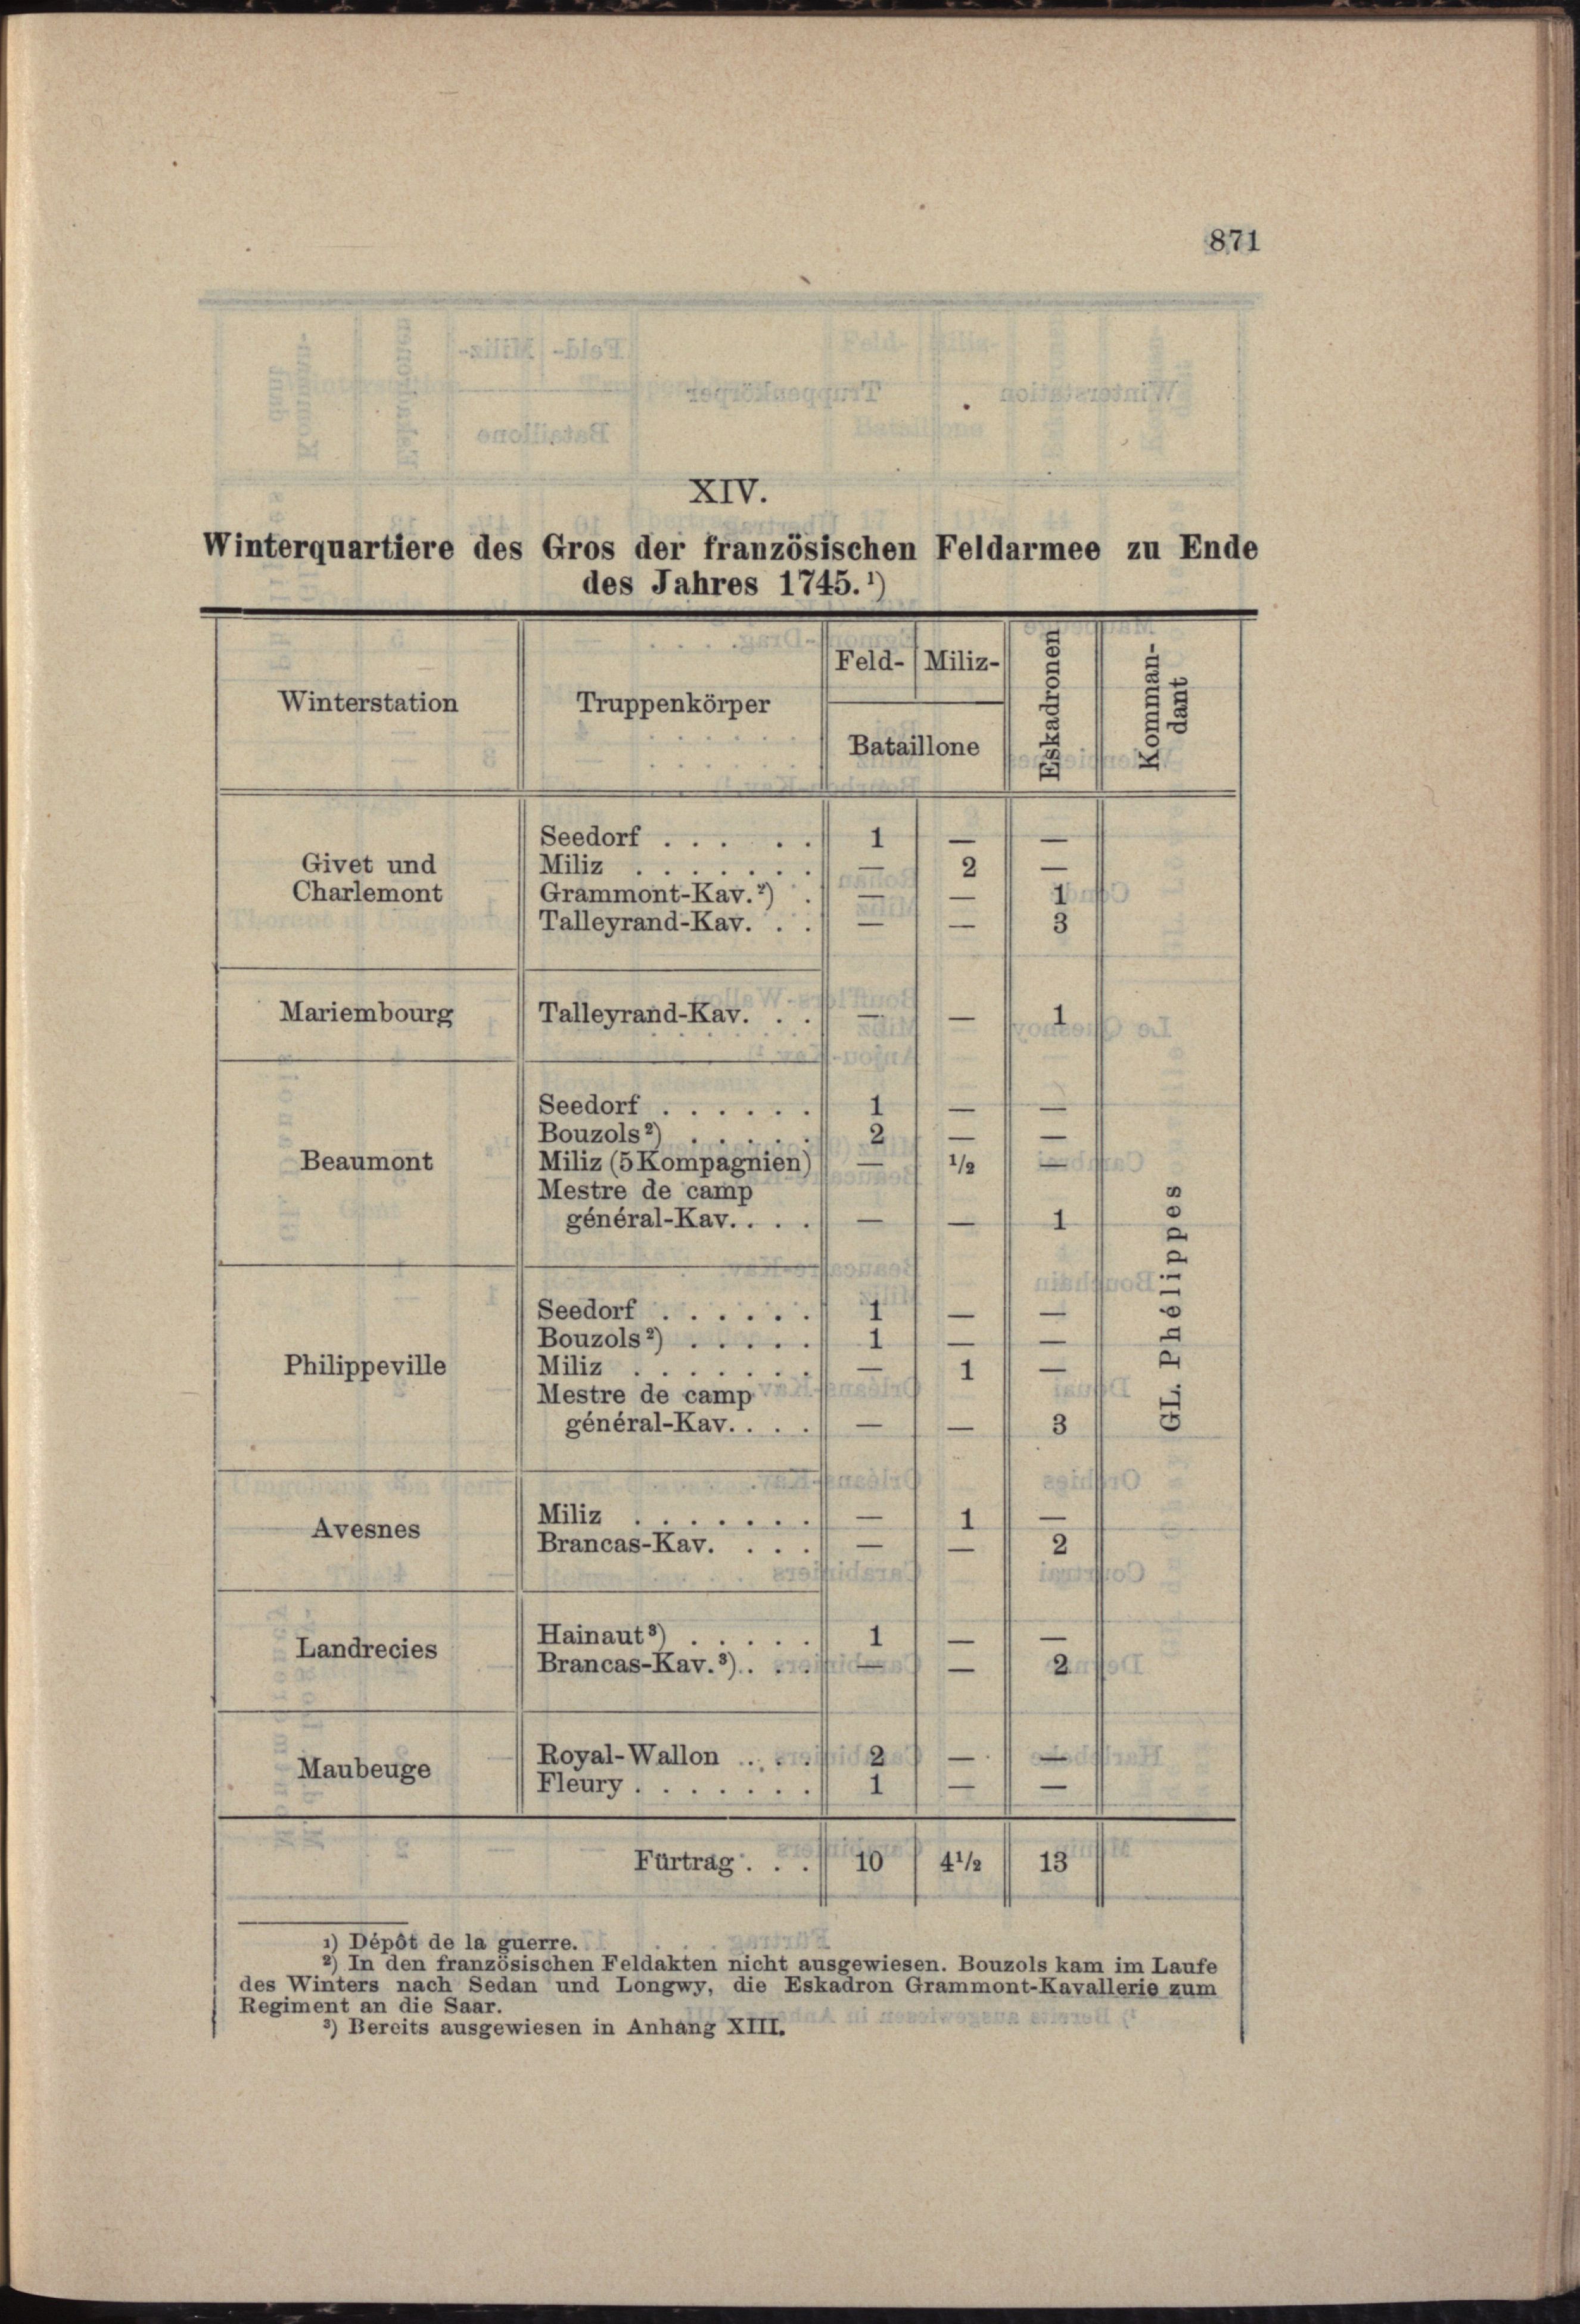 871
XIV.
Winterquartiere des Gros der französischen Feldarmee zu Ende
des Jahres 1745.¹)
Winterstation Truppenkörper Feld- Miliz- Eskadronen Komman-
dant
Bataillone
Givet und
Charlemont
Seedorf . . . . . . 1 — —
Miliz . . . . . . . — 2 —
Grammont-Kav.²) . — — 1
Talleyrand-Kav. . . — — 3
Mariembourg Talleyrand-Kav. . . — — 1
Beaumont
Seedorf . . . . . . 1 — —
Bouzols²) . . . . . 2 — —
Miliz (5 Kompagnien) — ¹/₂ —
Mestre de camp
général-Kav. . . . — — 1
Philippeville
Seedorf . . . . . . 1 — —
Bouzols²) . . . . . 1 — —
Miliz . . . . . . . — 1 —
Mestre de camp
général-Kav. . . . — — 3
Avesnes
Miliz . . . . . . . — 1 —
Brancas-Kav. . . . — — 2
Landrecies
Hainaut³) . . . . . 1 — —
Brancas-Kav.³) . . . — — 2
Maubeuge
Royal-Wallon . . . 2 — —
Fleury . . . . . . . 1 — —
GL. Phélippes
Fürtrag . . . 10 4¹/₂ 13
¹) Dépôt de la guerre.
²) In den französischen Feldakten nicht ausgewiesen. Bouzols kam im Laufe
des Winters nach Sedan und Longwy, die Eskadron Grammont-Kavallerie zum
Regiment an die Saar.
³) Bereits ausgewiesen in Anhang XIII.